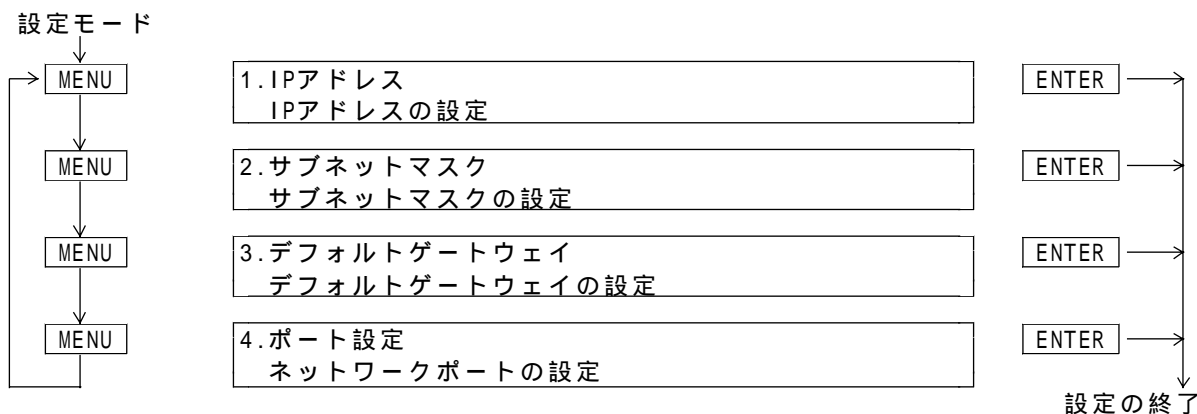 設定モード
MENU
1.IPアドレス
IPアドレスの設定
ENTER
MENU
2.サブネットマスク
サブネットマスクの設定
ENTER
MENU
3.デフォルトゲートウェイ
デフォルトゲートウェイの設定
ENTER
MENU
4.ポート設定
ネットワークポートの設定
ENTER
設定の終了